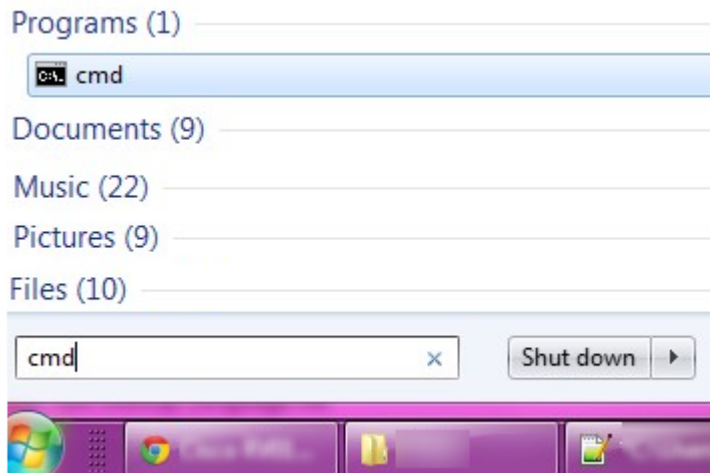 Programs (1)
cmd
Documents (9)
Music (22)
Pictures (9)
Files (10)
cmd
Shut down